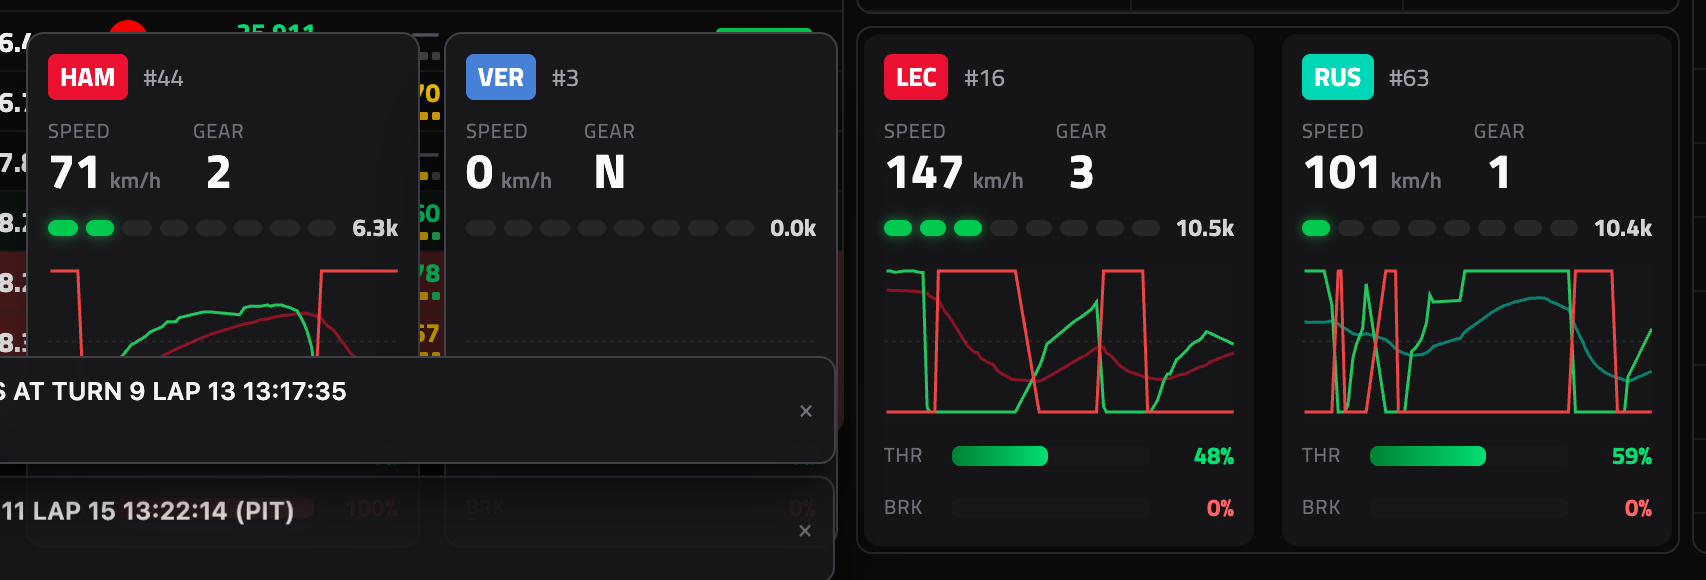 HAM #44
SPEED GEAR
71 km/h 2
6.3k
VER #3
SPEED GEAR
0 km/h N
0.0k
LEC #16
SPEED GEAR
147 km/h 3
10.5k
THR 48%
BRK 0%
RUS #63
SPEED GEAR
101 km/h 1
10.4k
THR 59%
BRK 0%
AT TURN 9 LAP 13 13:17:35
×
11 LAP 15 13:22:14 (PIT)
×
100%
BRK 0%